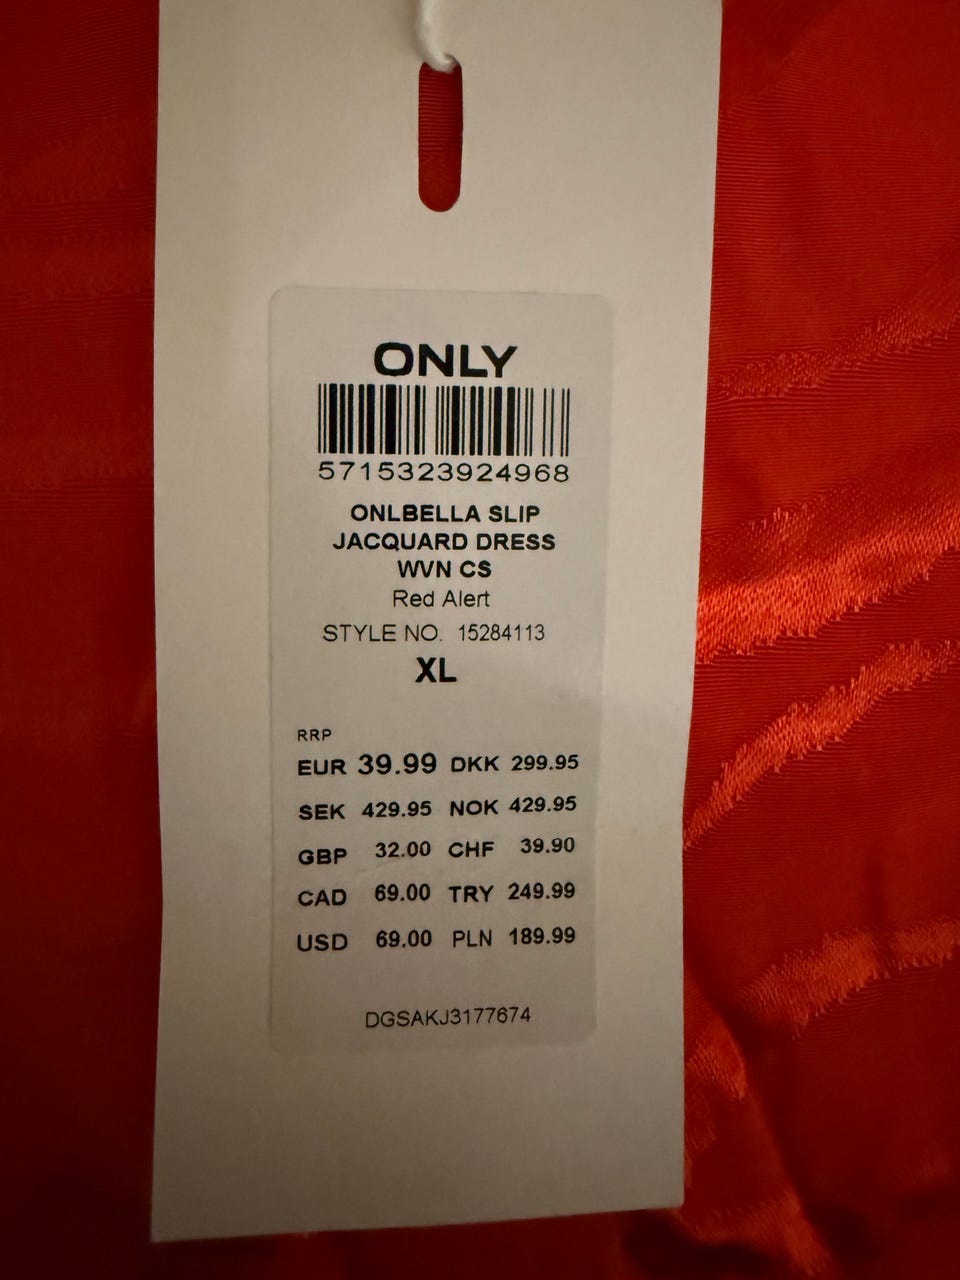 ONLY
5715323924968
ONLBELLA SLIP
JACQUARD DRESS
WVN CS
Red Alert
STYLE NO. 15284113
XL
RRP
EUR 39.99 DKK 299.95
SEK 429.95 NOK 429.95
GBP 32.00 CHF 39.90
CAD 69.00 TRY 249.99
USD 69.00 PLN 189.99
DGSAKJ3177674